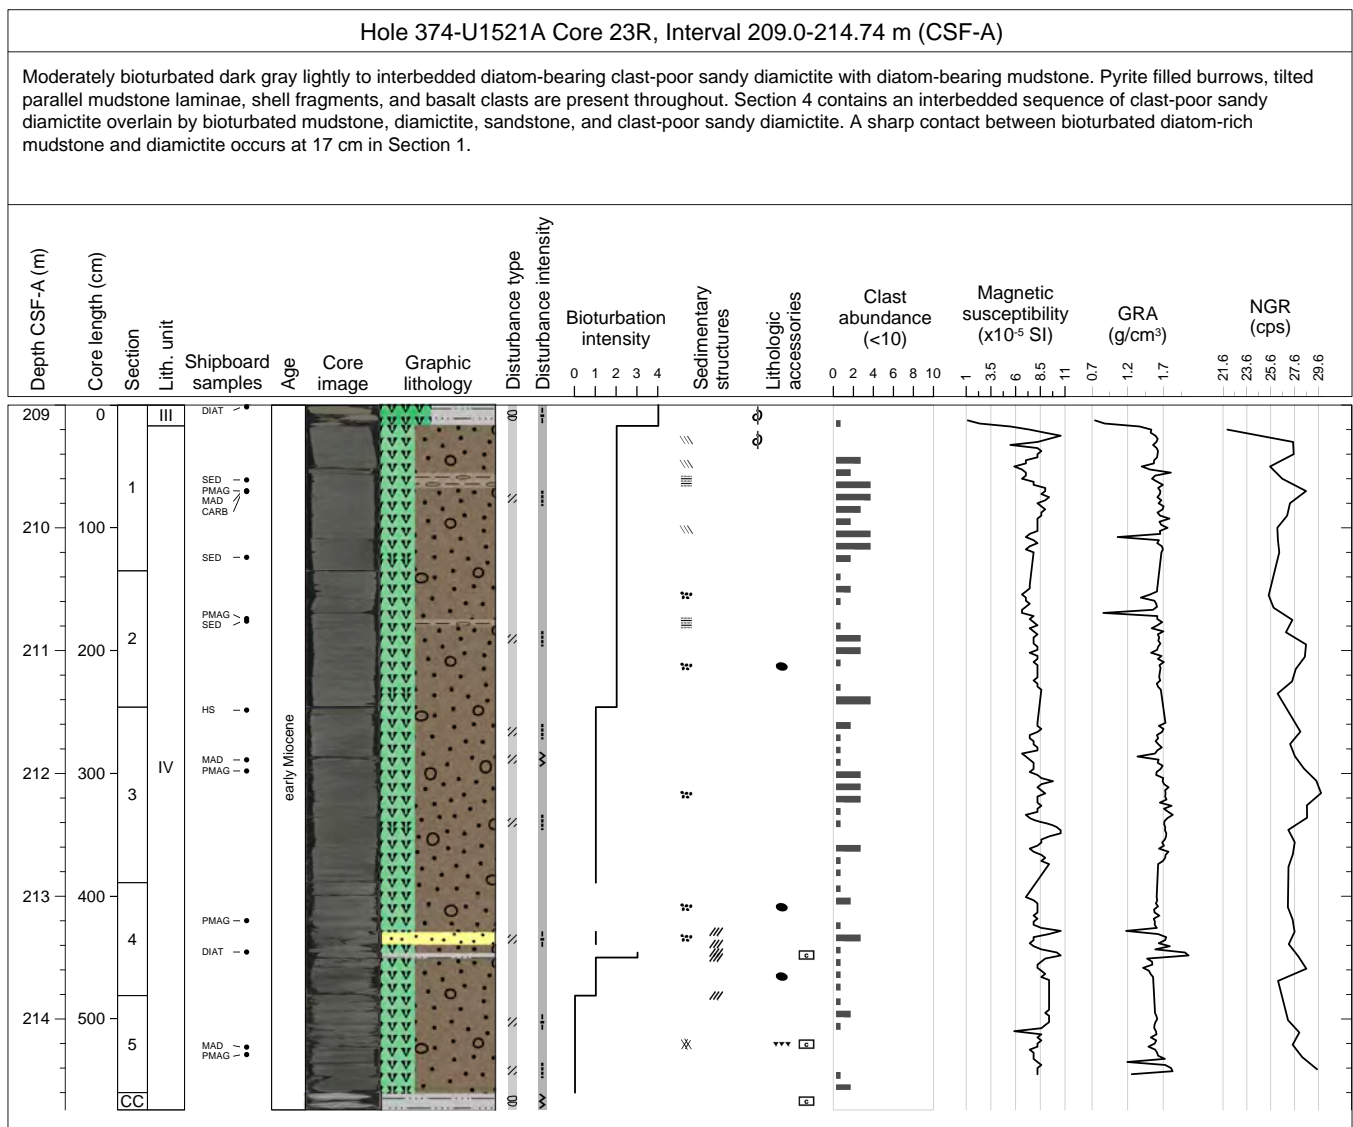 Hole 374-U1521A Core 23R, Interval 209.0-214.74 m (CSF-A)
Moderately bioturbated dark gray lightly to interbedded diatom-bearing clast-poor sandy diamictite with diatom-bearing mudstone. Pyrite filled burrows, tilted
parallel mudstone laminae, shell fragments, and basalt clasts are present throughout. Section 4 contains an interbedded sequence of clast-poor sandy
diamictite overlain by bioturbated mudstone, diamictite, sandstone, and clast-poor sandy diamictite. A sharp contact between bioturbated diatom-rich
mudstone and diamictite occurs at 17 cm in Section 1.
Depth CSF-A (m)
Core length (cm)
Section
Lith. unit
Shipboard
samples
Age
Core
image
Graphic
lithology
Disturbance type
Disturbance intensity
Bioturbation
intensity
0 1 2 3 4
Sedimentary
structures
Lithologic
accessories
Clast
abundance
(<10)
0 2 4 6 8 10
Magnetic
susceptibility
(x10-5 SI)
1 3.5 6 8.5 11
GRA
(g/cm³)
0.7 1.2 1.7
NGR
(cps)
21.6 23.6 25.6 27.6 29.6
209 0 III DIAT
1 SED
PMAG
MAD
CARB
210 100
SED
PMAG
SED
2
211 200
HS
IV
early Miocene
MAD
PMAG
212 300
3
213 400
PMAG
4
DIAT
c
214 500
5
MAD
PMAG
c
CC
c